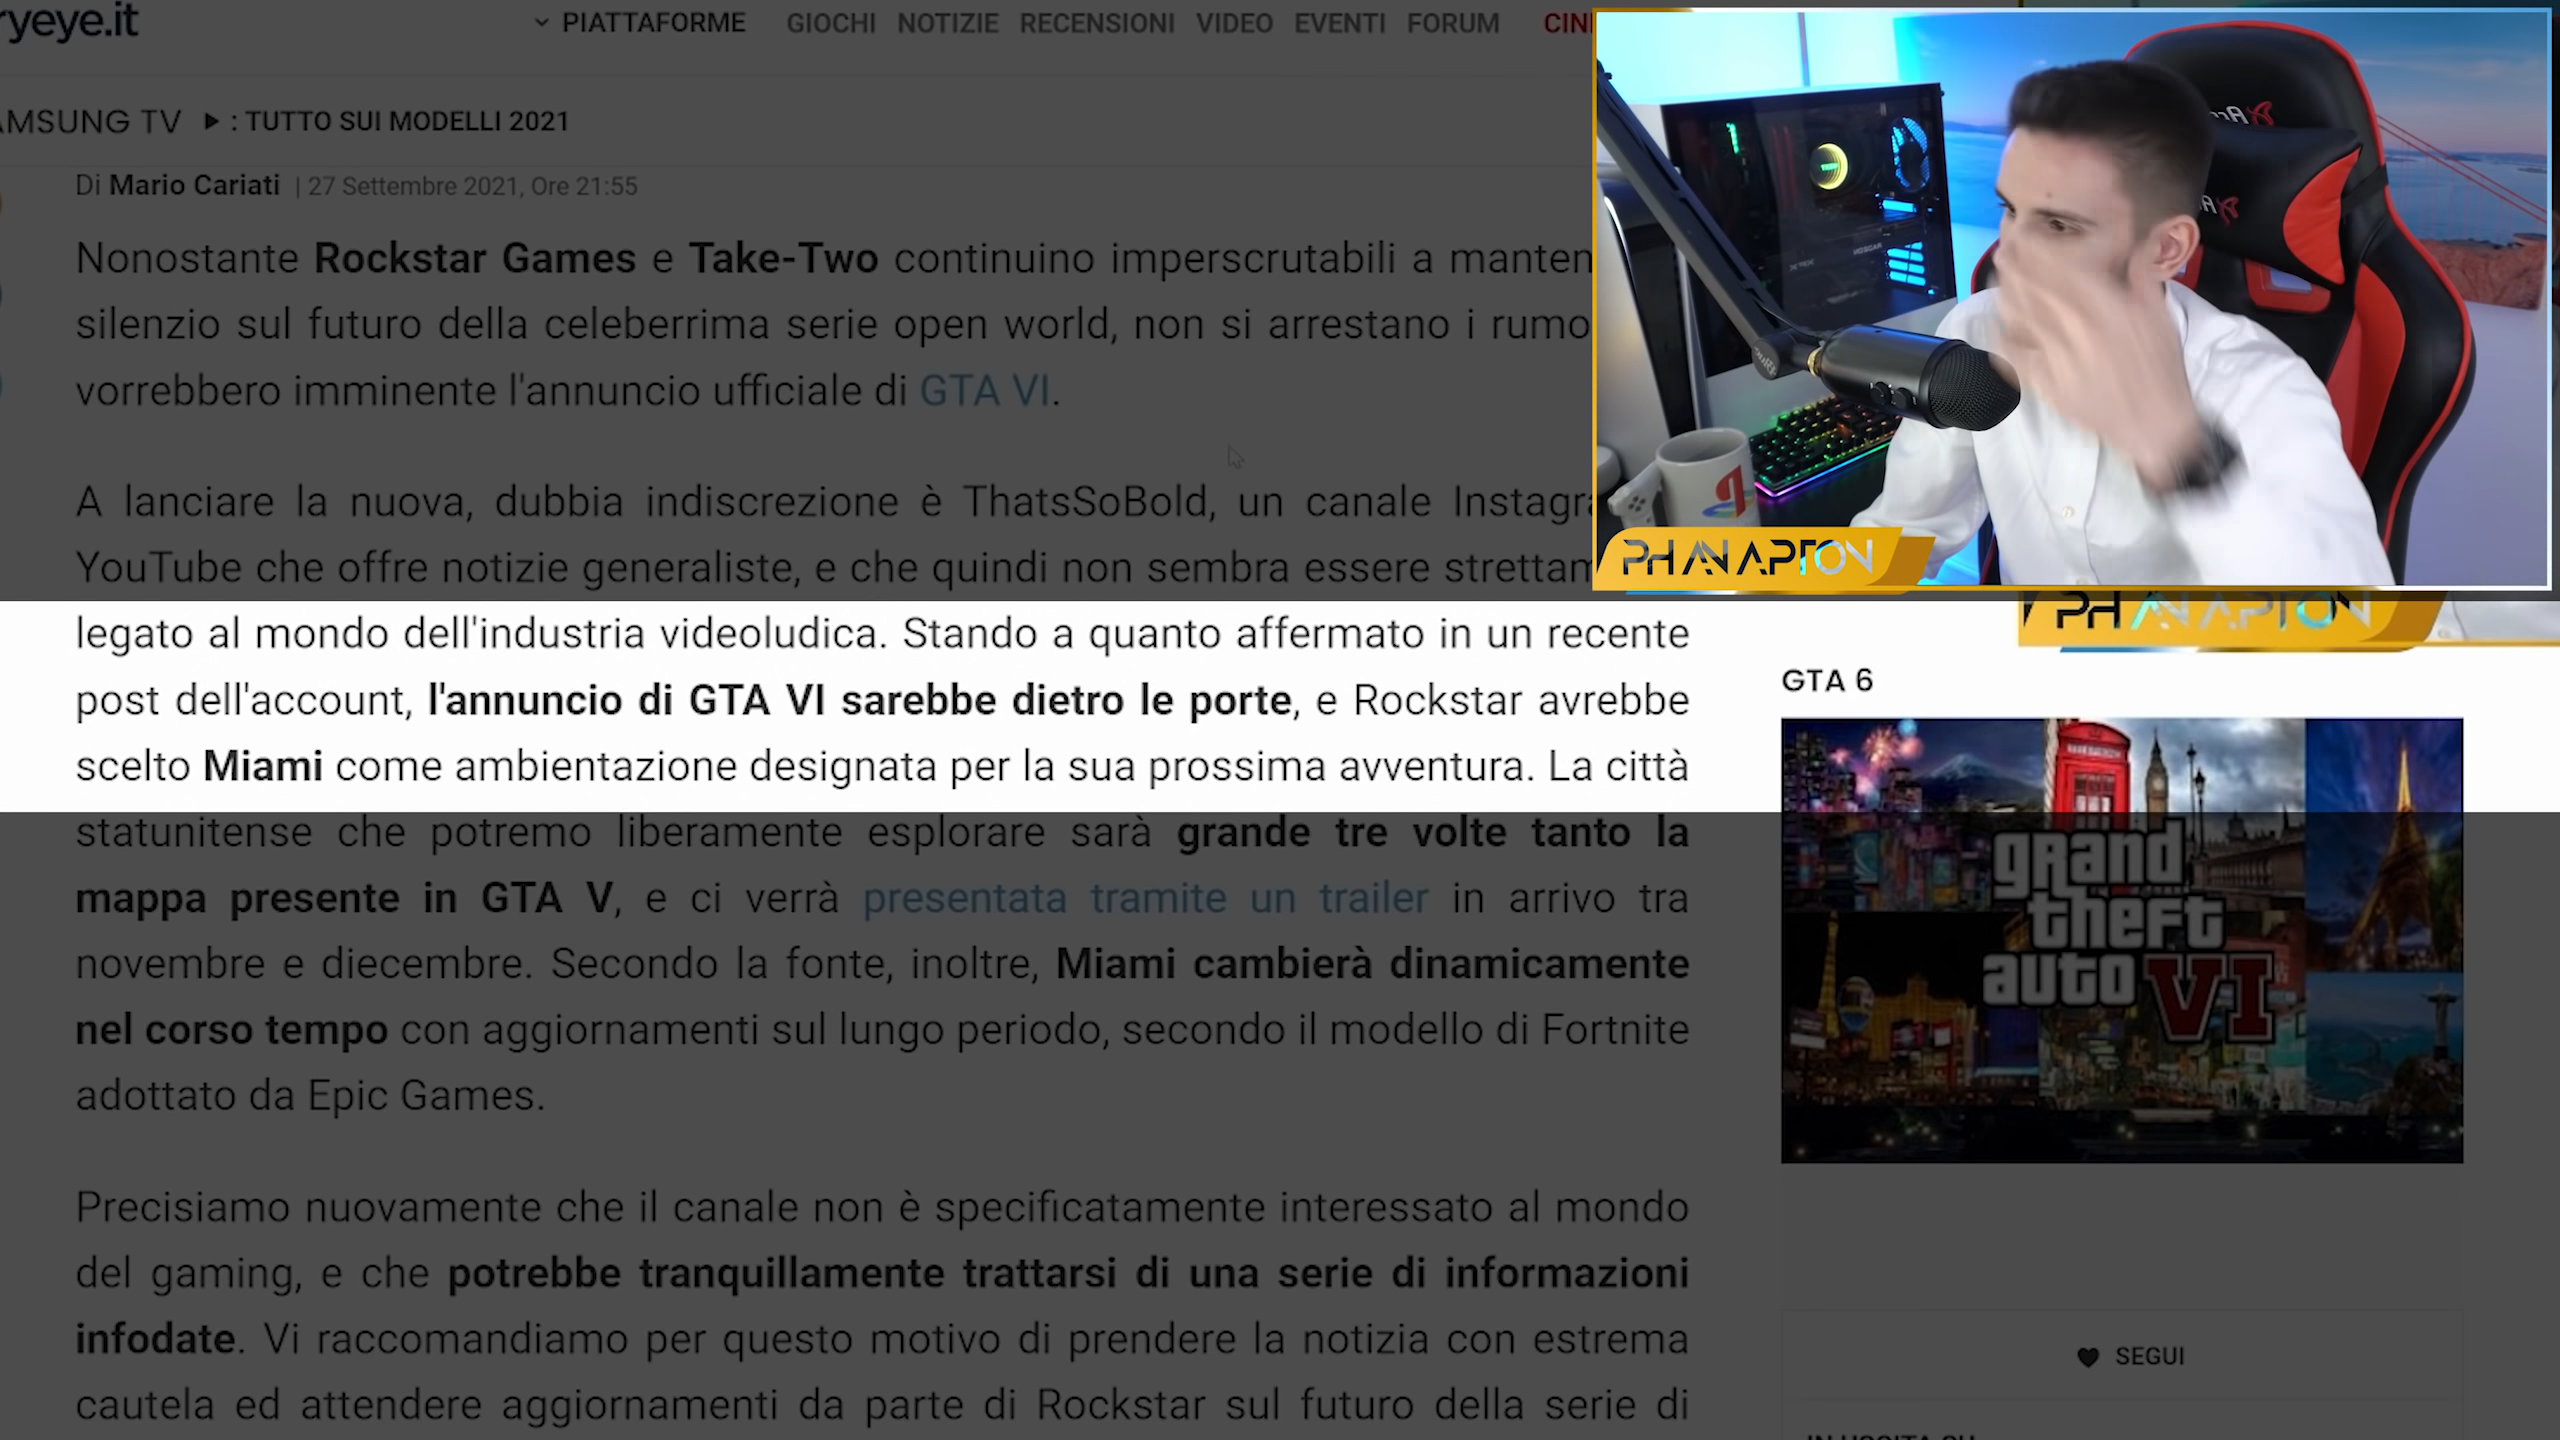 ryeye.it
PIATTAFORME GIOCHI NOTIZIE RECENSIONI VIDEO EVENTI FORUM
AMSUNG TV : TUTTO SUI MODELLI 2021
Di Mario Cariati | 27 Settembre 2021, Ore 21:55
Nonostante Rockstar Games e Take-Two continuino imperscrutabili a manten
silenzio sul futuro della celeberrima serie open world, non si arrestano i rumo
vorrebbero imminente l'annuncio ufficiale di GTA VI.
A lanciare la nuova, dubbia indiscrezione è ThatsSoBold, un canale Instagra
YouTube che offre notizie generaliste, e che quindi non sembra essere strettam
legato al mondo dell'industria videoludica. Stando a quanto affermato in un recente
post dell'account, l'annuncio di GTA VI sarebbe dietro le porte, e Rockstar avrebbe
scelto Miami come ambientazione designata per la sua prossima avventura. La città
statunitense che potremo liberamente esplorare sarà grande tre volte tanto la
mappa presente in GTA V, e ci verrà presentata tramite un trailer in arrivo tra
novembre e diecembre. Secondo la fonte, inoltre, Miami cambierà dinamicamente
nel corso tempo con aggiornamenti sul lungo periodo, secondo il modello di Fortnite
adottato da Epic Games.
Precisiamo nuovamente che il canale non è specificatamente interessato al mondo
del gaming, e che potrebbe tranquillamente trattarsi di una serie di informazioni
infodate. Vi raccomandiamo per questo motivo di prendere la notizia con estrema
cautela ed attendere aggiornamenti da parte di Rockstar sul futuro della serie di
PHANAPTON
PHANAPTON
GTA 6
grand
theft
auto VI
SEGUI